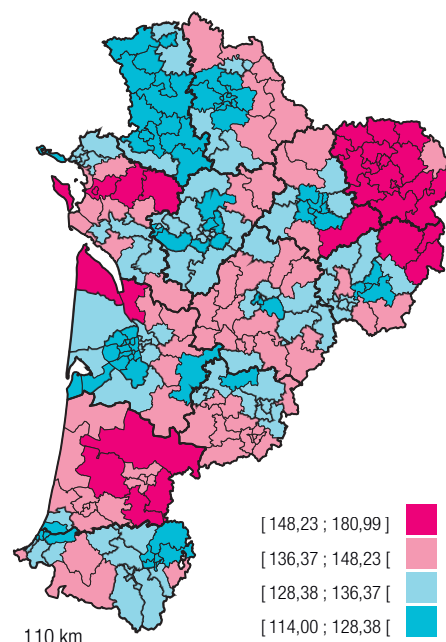 [ 148,23 ; 180,99 ]
[ 136,37 ; 148,23 [
[ 128,38 ; 136,37 [
[ 114,00 ; 128,38 [
110 km